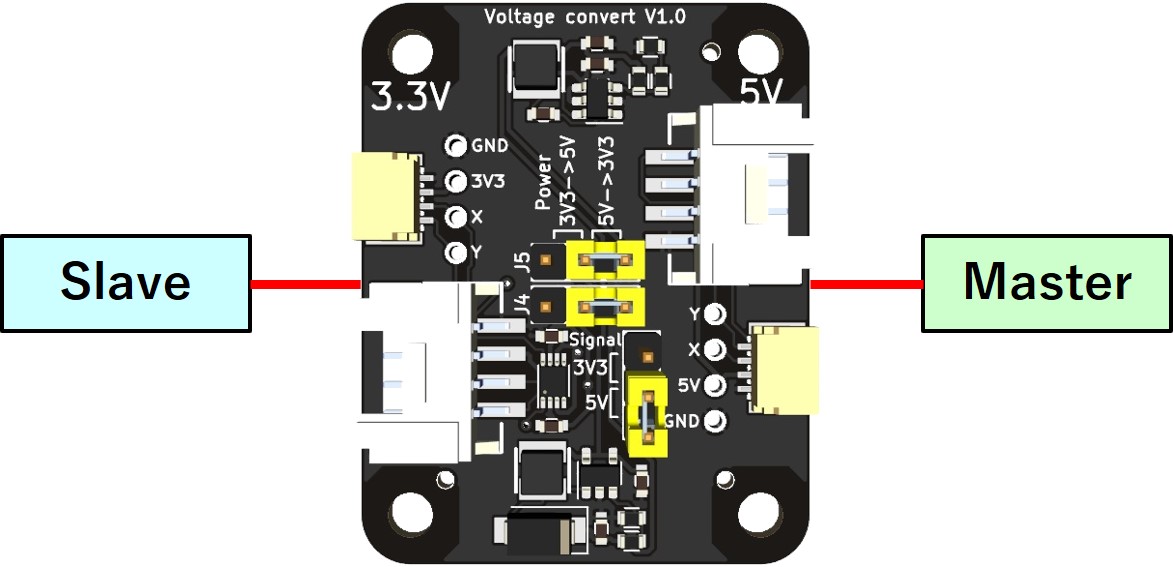 Voltage convert V1.0
3.3V
5V
GND
3V3
X
Y
Power
3V3->5V
5V->3V3
J5
J4
Slave
Master
Signal
3V3
5V
Y
X
5V
GND